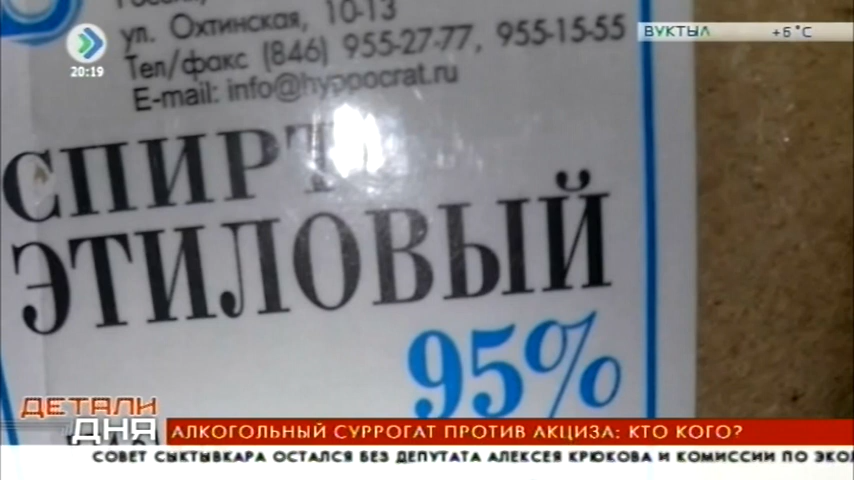 ул. Охтинская, 10-13
Тел/факс (846) 955-27-77, 955-15-55
E-mail: info@hyppocrat.ru
СПИРТ
ЭТИЛОВЫЙ
95%
20:19
ВУКТЫЛ +6°C
ДЕТАЛИ
ДНЯ
АЛКОГОЛЬНЫЙ СУРРОГАТ ПРОТИВ АКЦИЗА: КТО КОГО?
СОВЕТ СЫКТЫВКАРА ОСТАЛСЯ БЕЗ ДЕПУТАТА АЛЕКСЕЯ КРЮКОВА И КОМИССИИ ПО ЭКОЛ